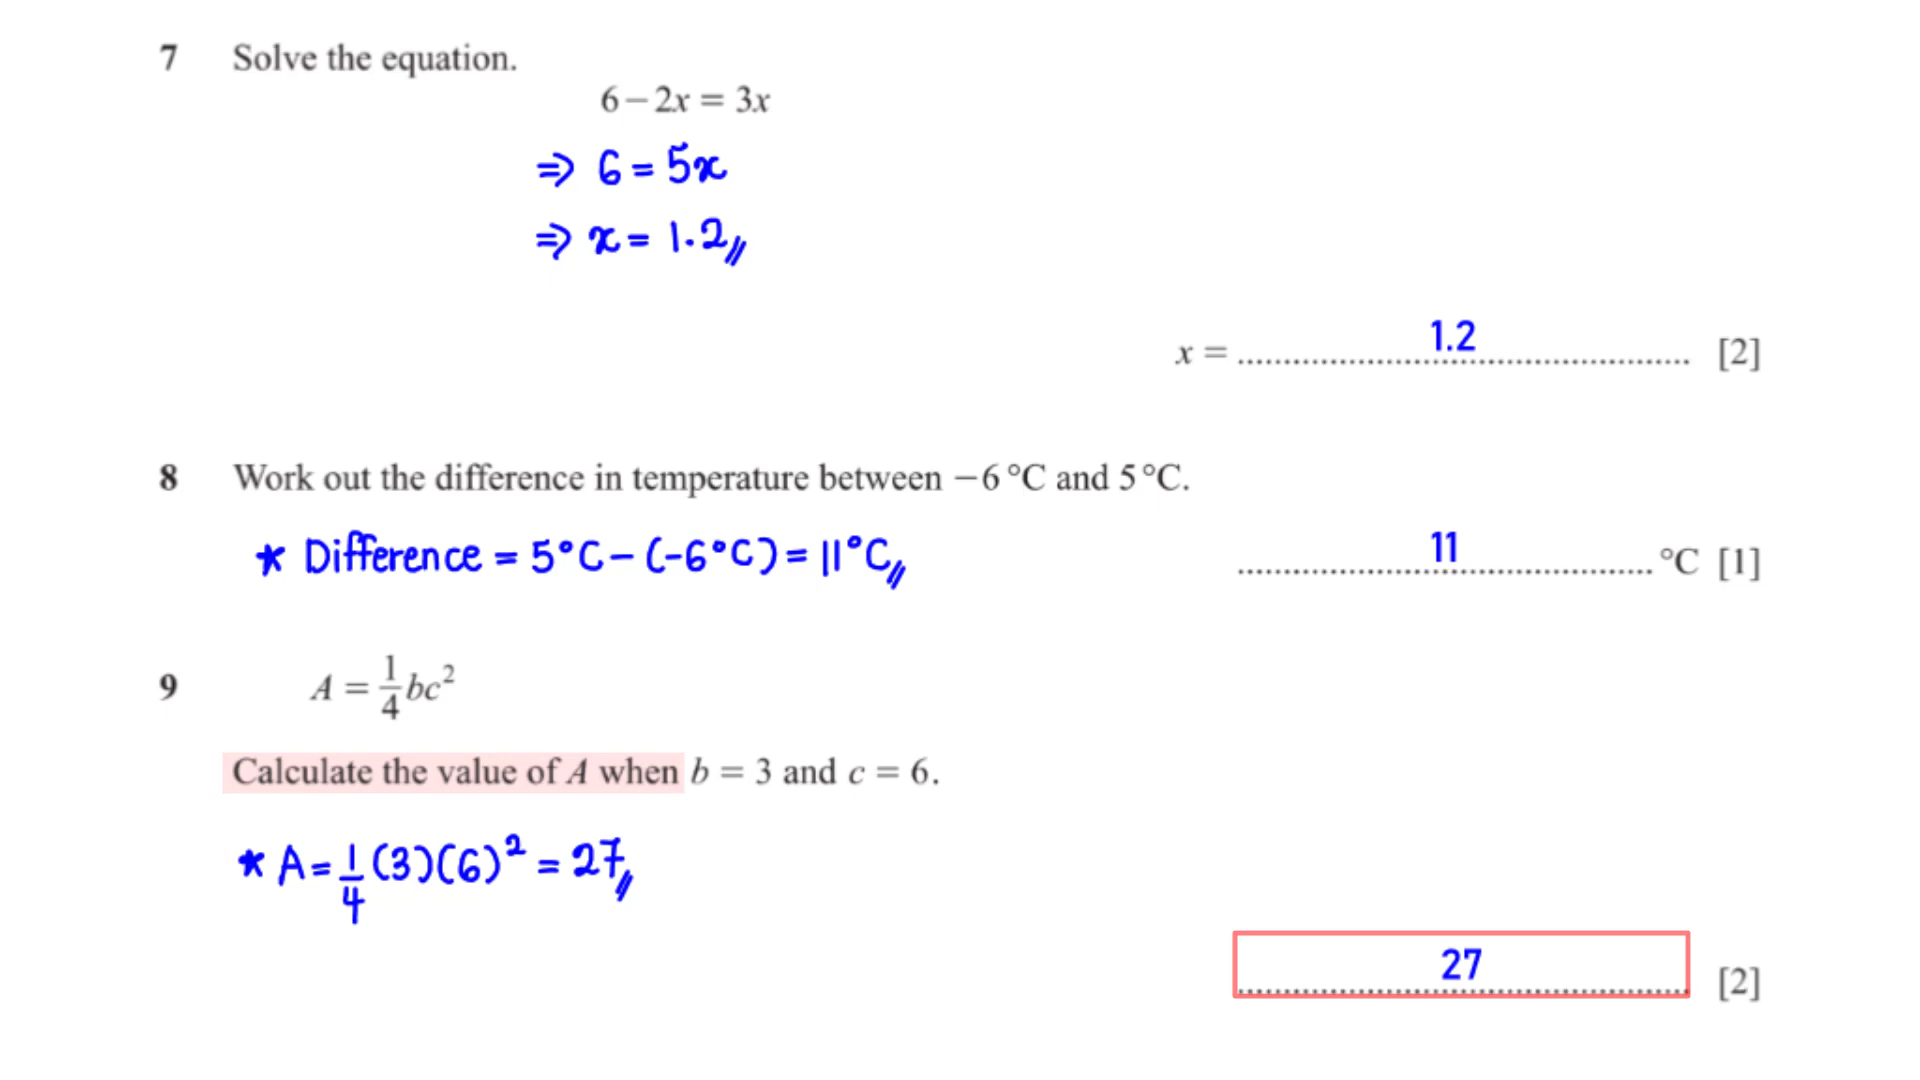 7 Solve the equation.
6 − 2x = 3x
⇒ 6 = 5x
⇒ x = 1.2
x = ........................ 1.2 ........................ [2]
8 Work out the difference in temperature between −6 °C and 5 °C.
* Difference = 5°C − (−6°C) = 11°C
........................ 11 ........................ °C [1]
9 A = 1/4 bc²
Calculate the value of A when b = 3 and c = 6.
* A = 1/4 (3)(6)² = 27
........................ 27 ........................ [2]